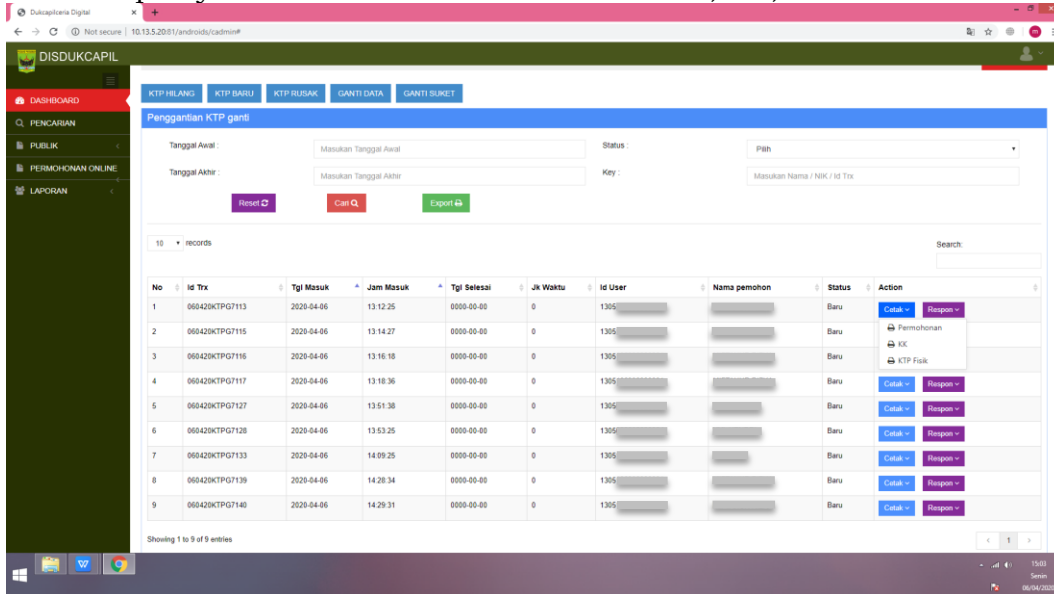 Dukcapilceria Digital
Not secure | 10.13.5.20:81/androids/cadmin#
DISDUKCAPIL
DASHBOARD
PENCARIAN
PUBLIK
PERMOHONAN ONLINE
LAPORAN
KTP HILANG KTP BARU KTP RUSAK GANTI DATA GANTI SUKET
Penggantian KTP ganti
Tanggal Awal : Masukan Tanggal Awal Status : Pilih
Tanggal Akhir : Masukan Tanggal Akhir Key : Masukan Nama / NIK / Id Trx
Reset Cari Export
10 records
Search:
No Id Trx Tgl Masuk Jam Masuk Tgl Selesai Jk Waktu Id User Nama pemohon Status Action
1 060420KTPG7113 2020-04-06 13:12:25 0000-00-00 0 1305 Baru Cetak Respon
Permohonan
2 060420KTPG7115 2020-04-06 13:14:27 0000-00-00 0 1305 Baru
KK
3 060420KTPG7116 2020-04-06 13:16:18 0000-00-00 0 1305 Baru
KTP Fisik
4 060420KTPG7117 2020-04-06 13:18:36 0000-00-00 0 1305 Baru Cetak Respon
5 060420KTPG7127 2020-04-06 13:51:38 0000-00-00 0 1305 Baru Cetak Respon
6 060420KTPG7128 2020-04-06 13:53:25 0000-00-00 0 1305 Baru Cetak Respon
7 060420KTPG7133 2020-04-06 14:09:25 0000-00-00 0 1305 Baru Cetak Respon
8 060420KTPG7139 2020-04-06 14:28:34 0000-00-00 0 1305 Baru Cetak Respon
9 060420KTPG7140 2020-04-06 14:29:31 0000-00-00 0 1305 Baru Cetak Respon
Showing 1 to 9 of 9 entries
1
15:03
Senin
06/04/2020